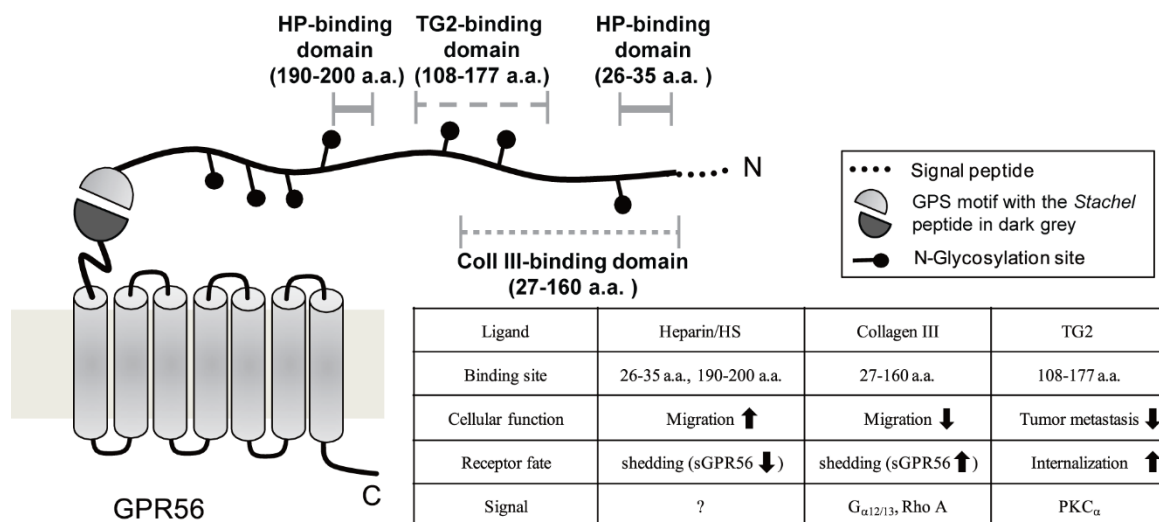 HP-binding
domain
(190-200 a.a.)
TG2-binding
domain
(108-177 a.a.)
HP-binding
domain
(26-35 a.a. )
N
Signal peptide
GPS motif with the Stachel
peptide in dark grey
N-Glycosylation site
Coll III-binding domain
(27-160 a.a. )
C
GPR56
Ligand Heparin/HS Collagen III TG2
Binding site 26-35 a.a., 190-200 a.a. 27-160 a.a. 108-177 a.a.
Cellular function Migration ⬆ Migration ⬇ Tumor metastasis ⬇
Receptor fate shedding (sGPR56 ⬇) shedding (sGPR56 ⬆) Internalization ⬆
Signal ? Gα12/13, Rho A PKCα